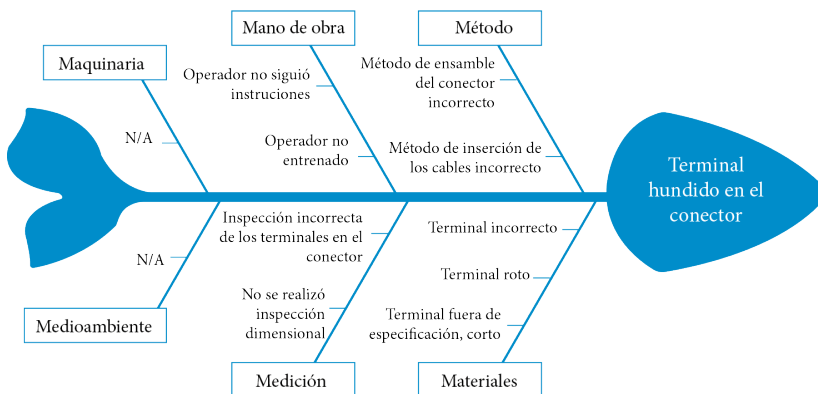 Mano de obra
Método
Maquinaria
Operador no siguió
instruciones
Método de ensamble
del conector
incorrecto
N/A
Operador no
entrenado
Método de inserción de
los cables incorrecto
Terminal
hundido en el
conector
Inspección incorrecta
de los terminales en el
conector
Terminal incorrecto
N/A
Terminal roto
No se realizó
inspección
dimensional
Terminal fuera de
especificación, corto
Medioambiente
Medición
Materiales